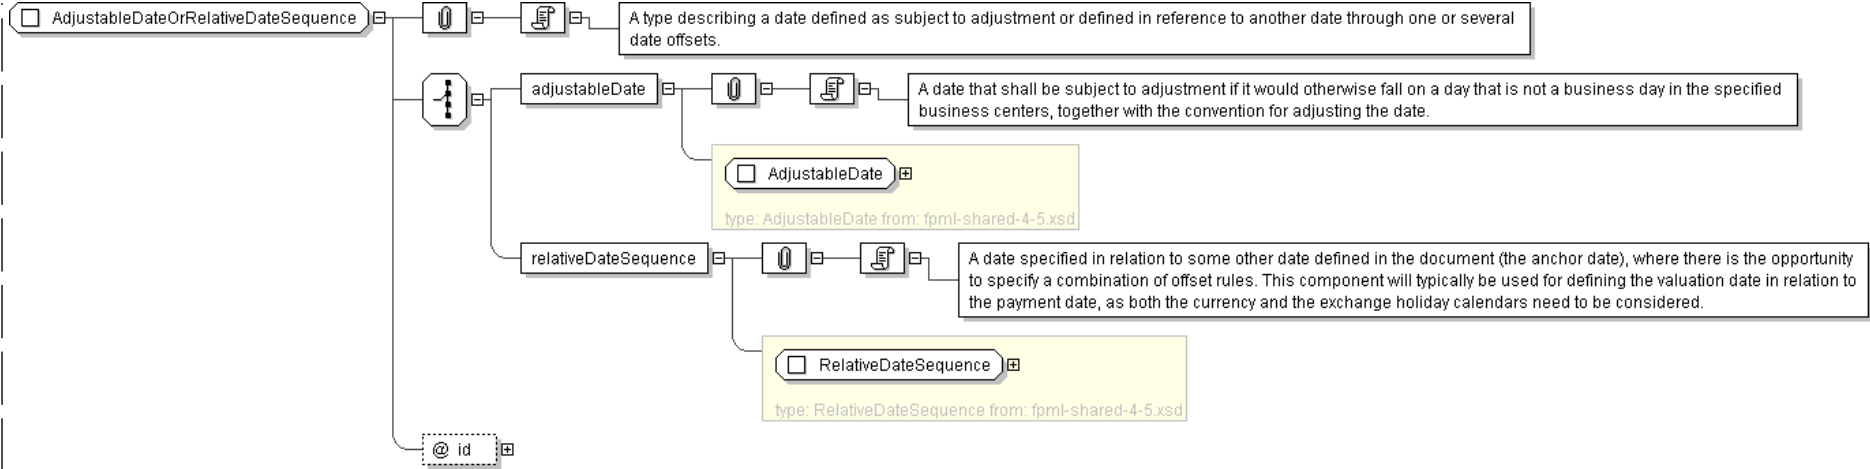 AdjustableDateOrRelativeDateSequence
A type describing a date defined as subject to adjustment or defined in reference to another date through one or several
date offsets.
adjustableDate
A date that shall be subject to adjustment if it would otherwise fall on a day that is not a business day in the specified
business centers, together with the convention for adjusting the date.
AdjustableDate
type: AdjustableDate from: fpml-shared-4-5.xsd
relativeDateSequence
A date specified in relation to some other date defined in the document (the anchor date), where there is the opportunity
to specify a combination of offset rules. This component will typically be used for defining the valuation date in relation to
the payment date, as both the currency and the exchange holiday calendars need to be considered.
RelativeDateSequence
type: RelativeDateSequence from: fpml-shared-4-5.xsd
@ id